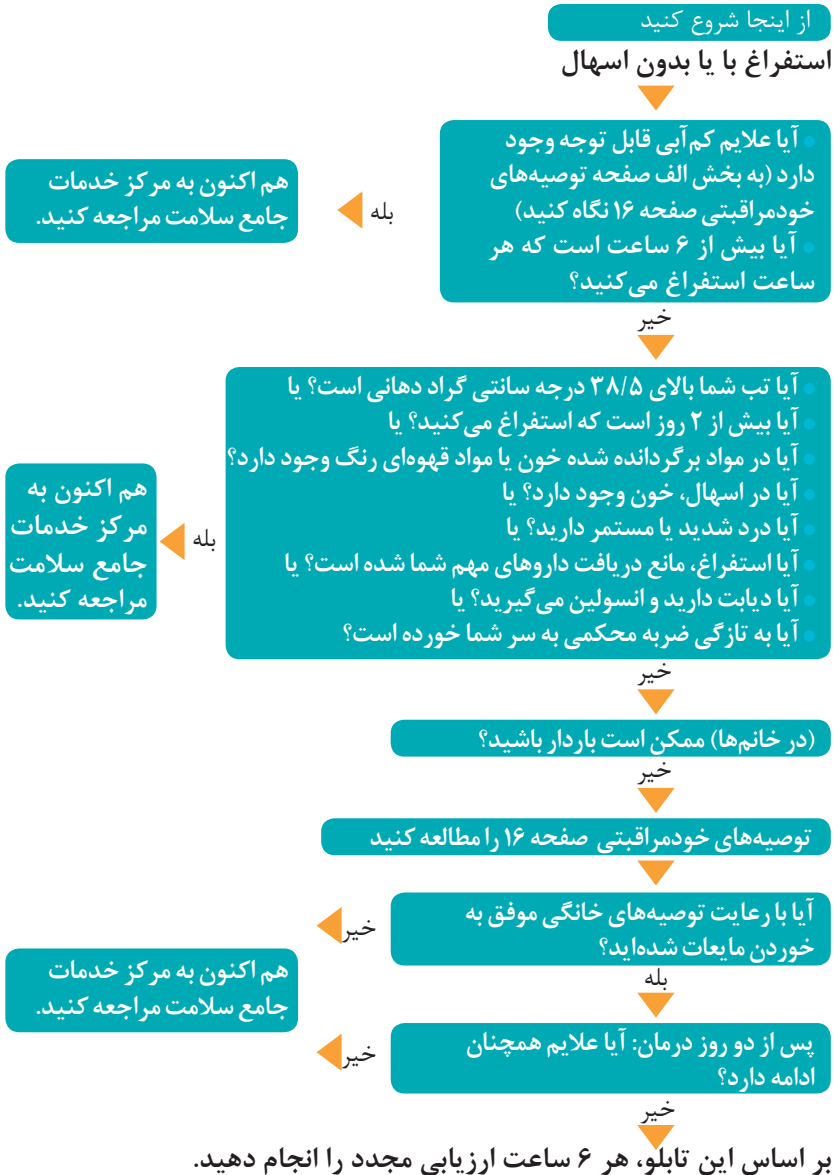 از اینجا شروع کنید
استفراغ با یا بدون اسهال
آیا علایم کم‌آبی قابل توجه وجود
دارد (به بخش الف صفحه توصیه‌های
خودمراقبتی صفحه ۱۶ نگاه کنید)
آیا بیش از ۶ ساعت است که هر
ساعت استفراغ می‌کنید؟
بله
هم اکنون به مرکز خدمات
جامع سلامت مراجعه کنید.
خیر
آیا تب شما بالای ۳۸/۵ درجه سانتی گراد دهانی است؟ یا
آیا بیش از ۲ روز است که استفراغ می‌کنید؟ یا
آیا در مواد برگردانده شده خون یا مواد قهوه‌ای رنگ وجود دارد؟
آیا در اسهال، خون وجود دارد؟ یا
آیا درد شدید یا مستمر دارید؟ یا
آیا استفراغ، مانع دریافت داروهای مهم شما شده است؟ یا
آیا دیابت دارید و انسولین می‌گیرید؟ یا
آیا به تازگی ضربه محکمی به سر شما خورده است؟
بله
هم اکنون به
مرکز خدمات
جامع سلامت
مراجعه کنید.
خیر
(در خانم‌ها) ممکن است باردار باشید؟
خیر
توصیه‌های خودمراقبتی صفحه ۱۶ را مطالعه کنید
آیا با رعایت توصیه‌های خانگی موفق به
خوردن مایعات شده‌اید؟
خیر
بله
هم اکنون به مرکز خدمات
جامع سلامت مراجعه کنید.
پس از دو روز درمان: آیا علایم همچنان
ادامه دارد؟
خیر
خیر
بر اساس این تابلو، هر ۶ ساعت ارزیابی مجدد را انجام دهید.